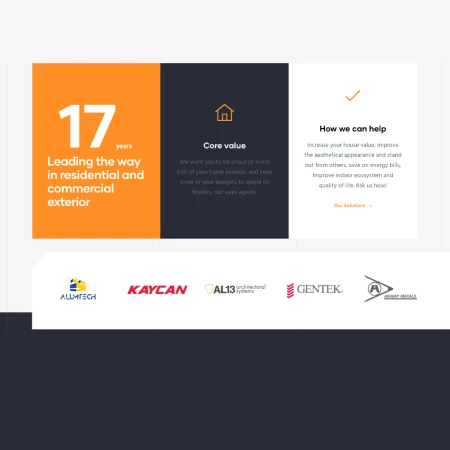 17 years
Leading the way
in residential and
commercial
exterior
Core value
We want you to be proud of every
inch of your home exterior, and keep
some of your budgets to spend on
finishes, not sales agents.
How we can help
Increase your house value, improve
the aesthetical appearance and stand
out from others, save on energy bills,
Improve indoor ecosystem and
quality of life. Ask us how!
Our Solutions →
ALUMTECH
KAYCAN
AL13 architectural
systems.
GENTEK
METALS